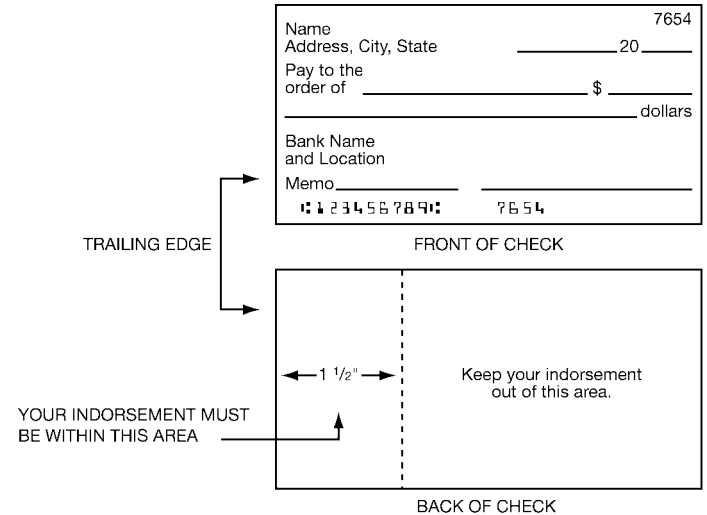 7654
Name
Address, City, State 20
Pay to the
order of $
dollars
Bank Name
and Location
Memo
⑆123456789⑆ 7654
TRAILING EDGE
FRONT OF CHECK
1 1/2"
Keep your indorsement
out of this area.
YOUR INDORSEMENT MUST
BE WITHIN THIS AREA
BACK OF CHECK